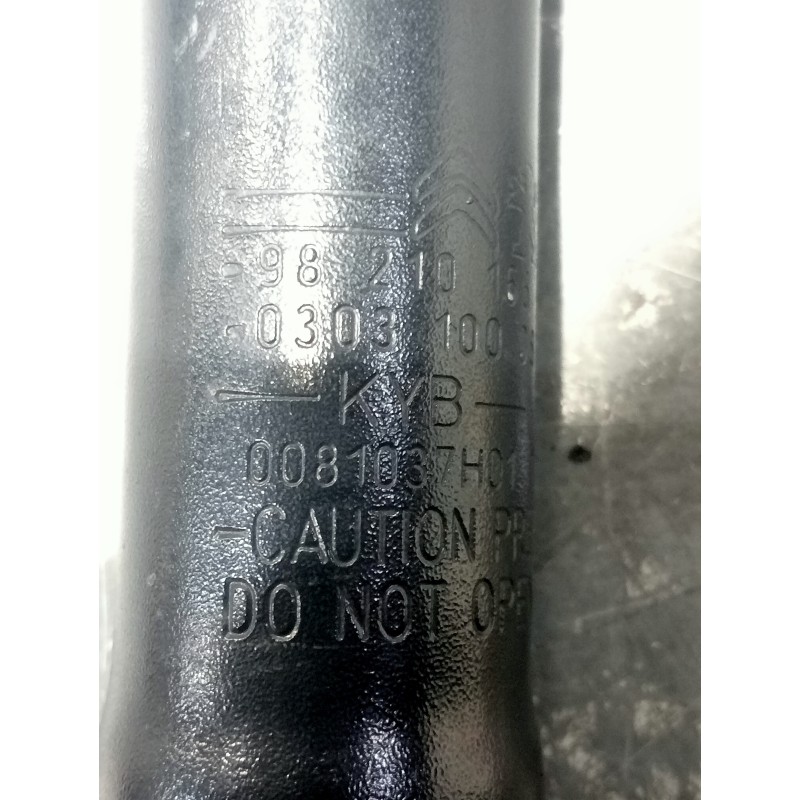 98 210
-0303 100
KYB
0081037H01
-CAUTION
DO NOT